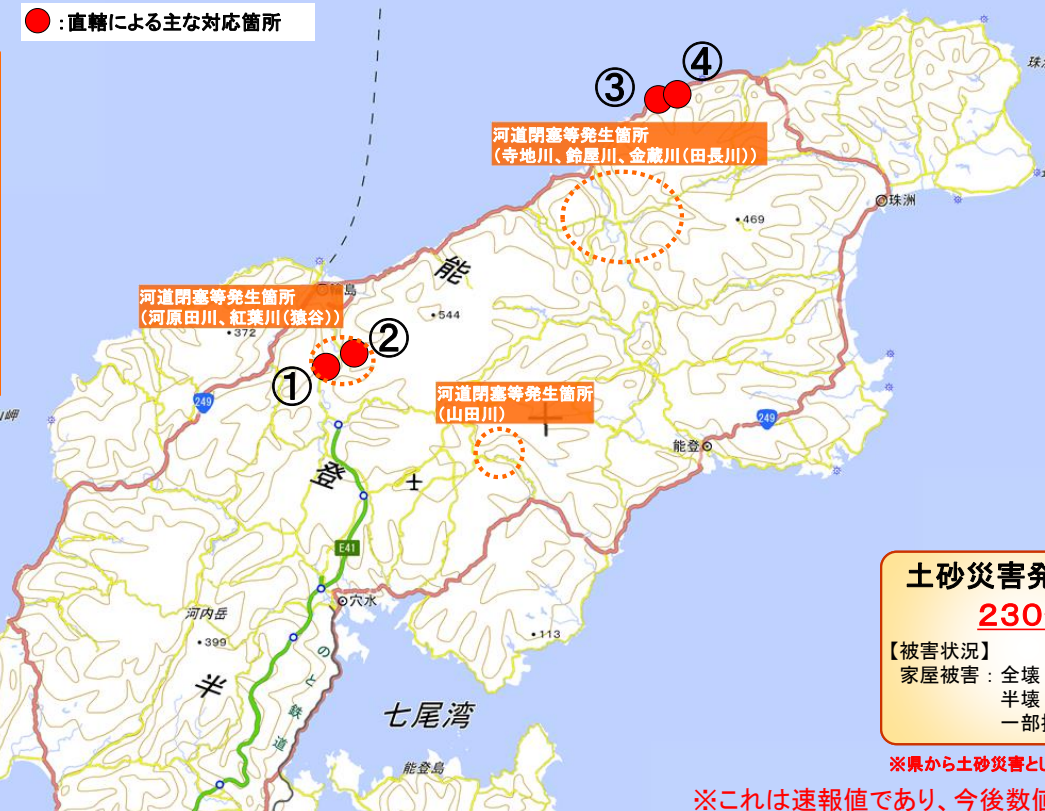 ：直轄による主な対応箇所
④
③
河道閉塞等発生箇所
（寺地川、鈴屋川、金蔵川（田長川））
珠洲
469
能
島
河道閉塞等発生箇所
（河原田川、紅葉川（猿谷））
544
372
②
①
249
河道閉塞等発生箇所
（山田川）
249
岬
能登
登
E41
穴水
河内岳
399
113
半
のと鉄道
七尾湾
能登島
土砂災害発
230
【被害状況】
家屋被害：全壊
半壊
一部
※県から土砂災害とし
※これは速報値であり、今後数値